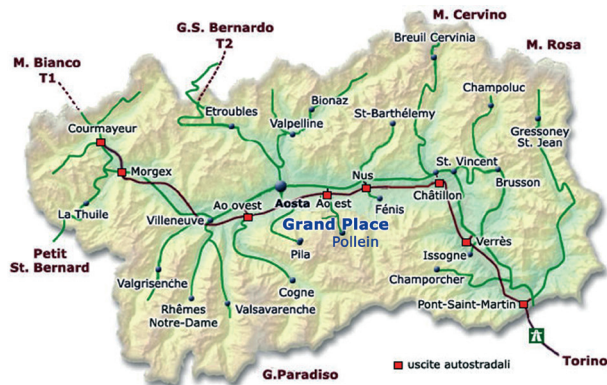 G.S. Bernardo
T2
M. Cervino
Breuil Cervinia
M. Rosa
M. Bianco
T1
Champoluc
Etroubles
Bionaz
Valpelline
St-Barthélemy
Gressoney
St. Jean
Courmayeur
Morgex
Nus
St. Vincent
Brusson
La Thuile
Villeneuve
Ao ovest
Aosta
Ao est
Fénis
Châtillon
Grand Place
Pollein
Petit
St. Bernard
Pila
Verrès
Issogne
Valgrisenche
Cogne
Champorcher
Rhêmes
Notre-Dame
Valsavarenche
Pont-Saint-Martin
G.Paradiso
uscite autostradali
Torino